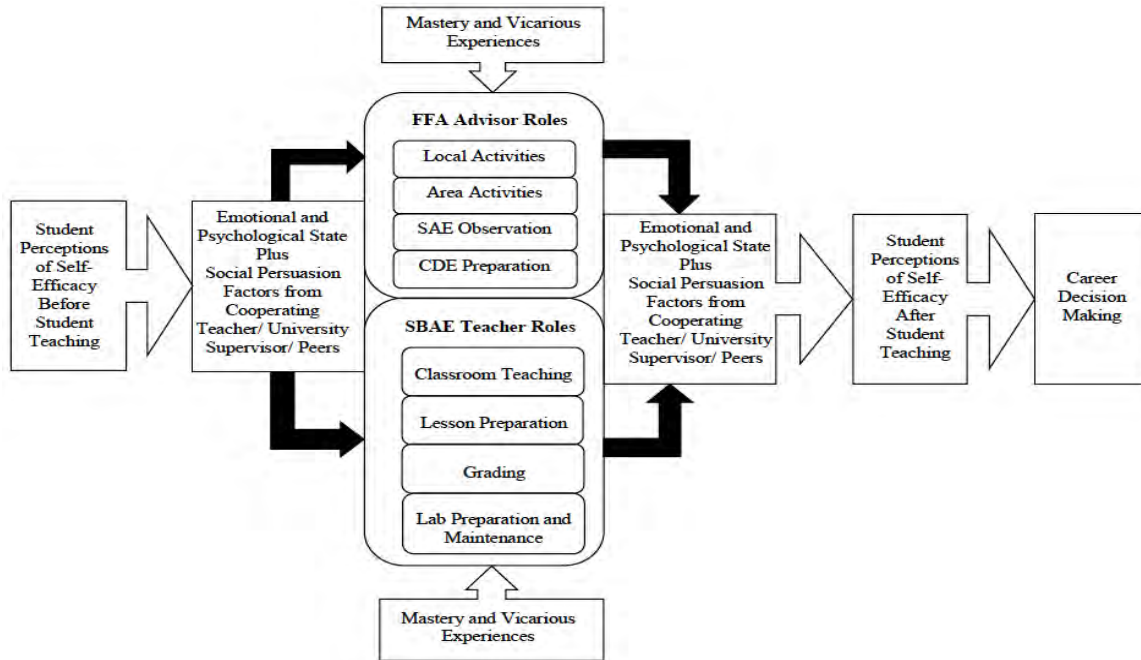 Mastery and Vicarious
Experiences
FFA Advisor Roles
Local Activities
Area Activities
SAE Observation
CDE Preparation
Student
Perceptions
of Self-
Efficacy
Before
Student
Teaching
Emotional and
Psychological State
Plus
Social Persuasion
Factors from
Cooperating
Teacher/ University
Supervisor/ Peers
SBAE Teacher Roles
Classroom Teaching
Lesson Preparation
Grading
Lab Preparation and
Maintenance
Emotional and
Psychological State
Plus
Social Persuasion
Factors from
Cooperating
Teacher/ University
Supervisor/ Peers
Student
Perceptions
of Self-
Efficacy
After
Student
Teaching
Career
Decision
Making
Mastery and Vicarious
Experiences